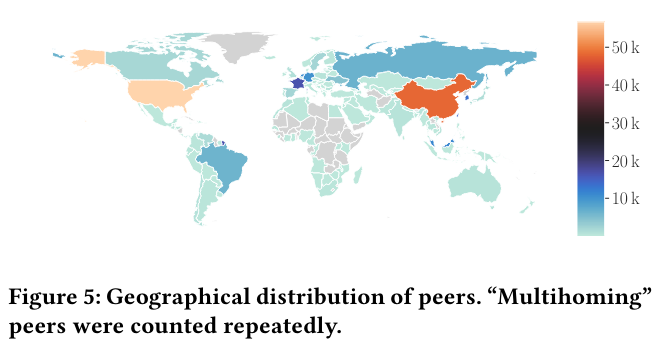 50 k
40 k
30 k
20 k
10 k
Figure 5: Geographical distribution of peers. “Multihoming”
peers were counted repeatedly.